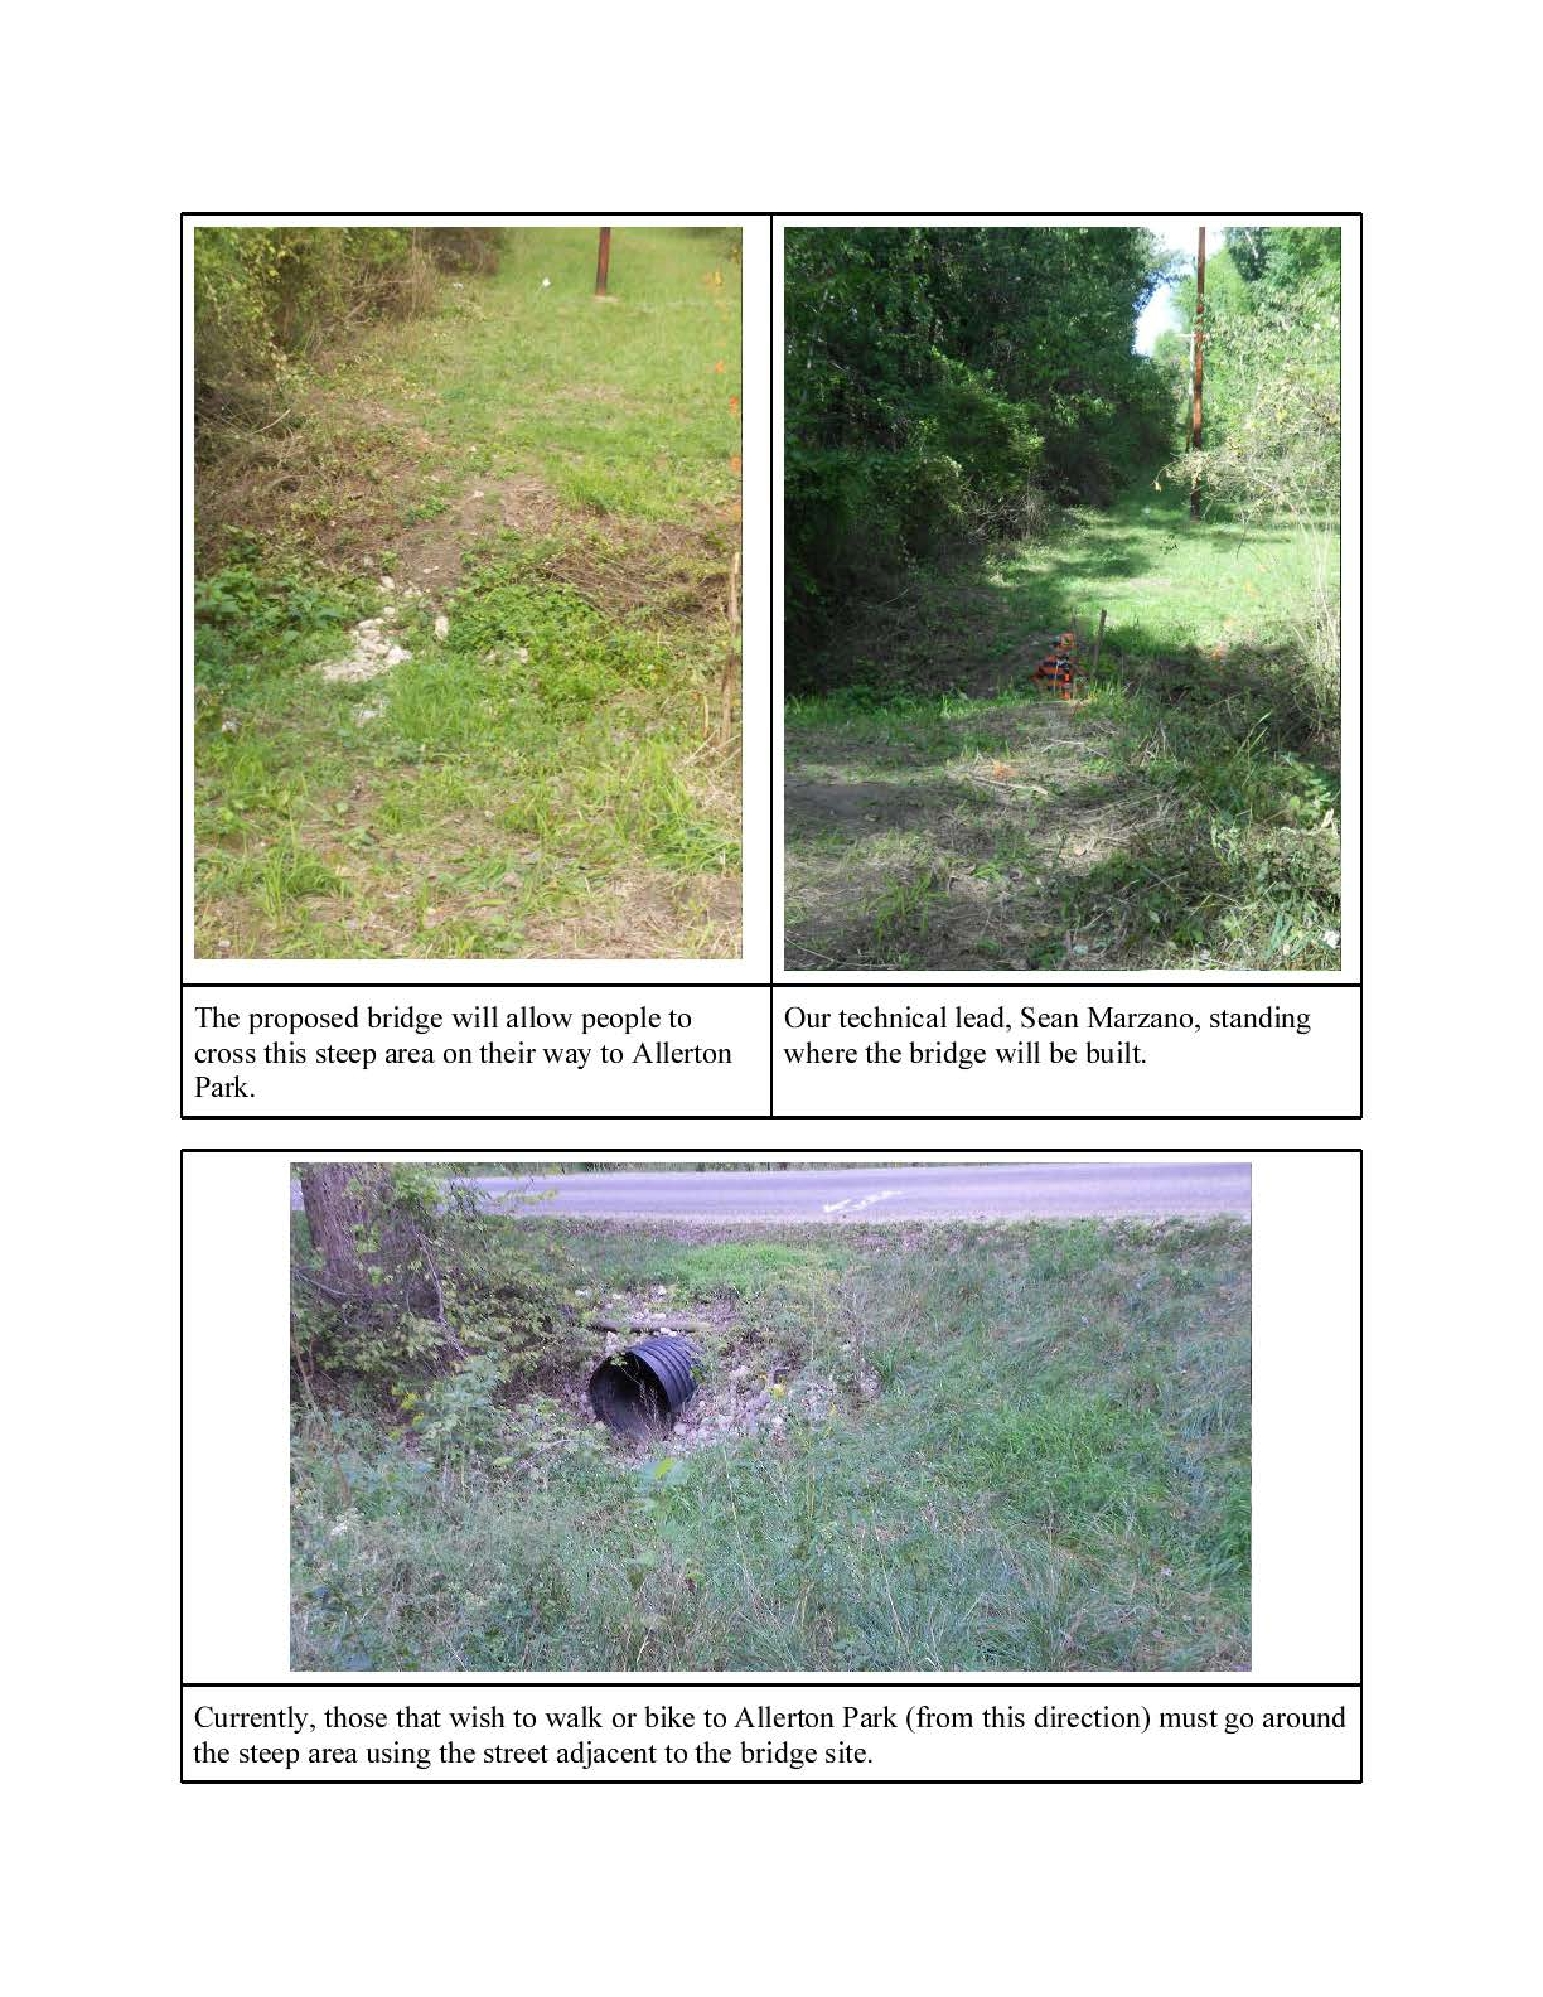 The proposed bridge will allow people to
cross this steep area on their way to Allerton
Park.
Our technical lead, Sean Marzano, standing
where the bridge will be built.
Currently, those that wish to walk or bike to Allerton Park (from this direction) must go around
the steep area using the street adjacent to the bridge site.